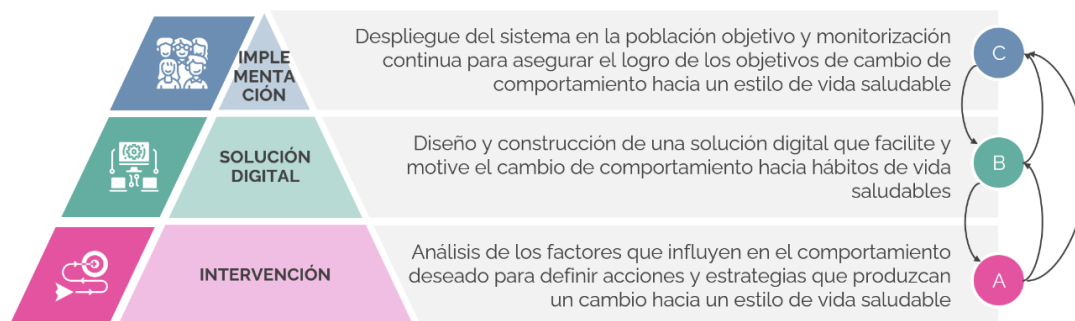 IMPLE
MENTA
CIÓN
Despliegue del sistema en la población objetivo y monitorización
continua para asegurar el logro de los objetivos de cambio de
comportamiento hacia un estilo de vida saludable
C
SOLUCIÓN
DIGITAL
Diseño y construcción de una solución digital que facilite y
motive el cambio de comportamiento hacia hábitos de vida
saludables
B
INTERVENCIÓN
Análisis de los factores que influyen en el comportamiento
deseado para definir acciones y estrategias que produzcan
un cambio hacia un estilo de vida saludable
A